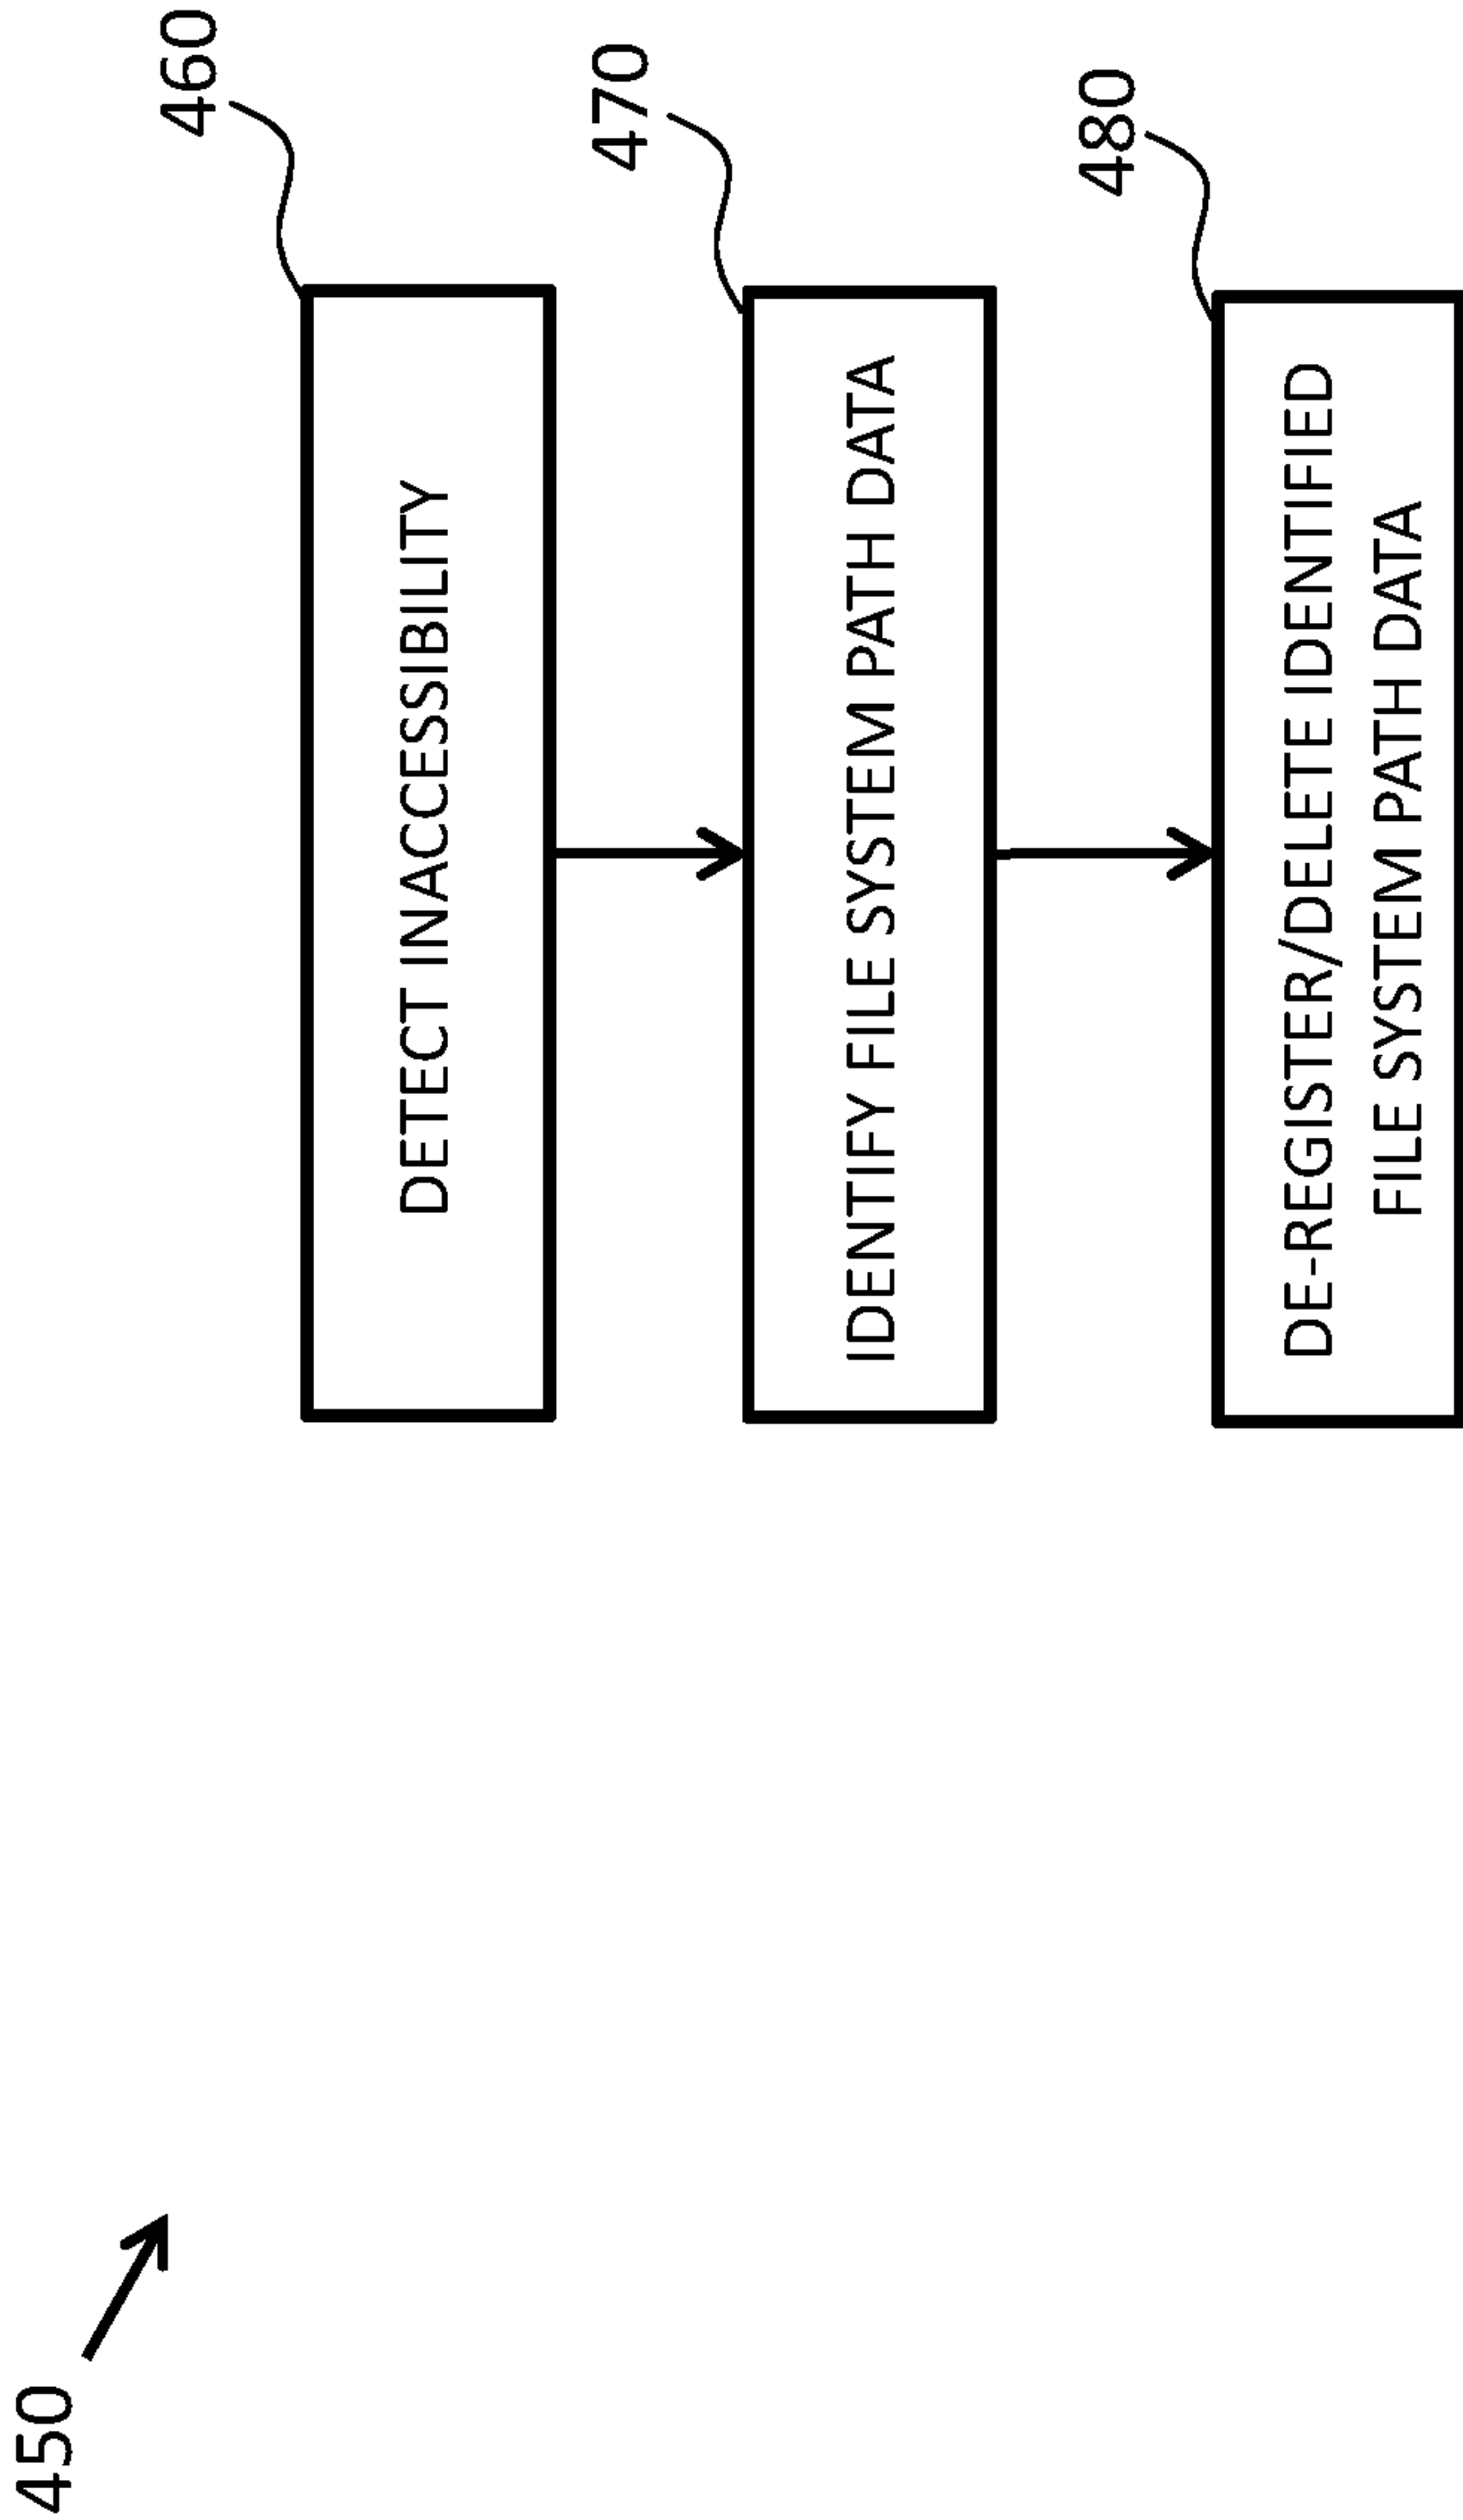 450
460
DETECT INACCESSIBILITY
470
IDENTIFY FILE SYSTEM PATH DATA
480
DE-REGISTER/DELETE IDENTIFIED
FILE SYSTEM PATH DATA